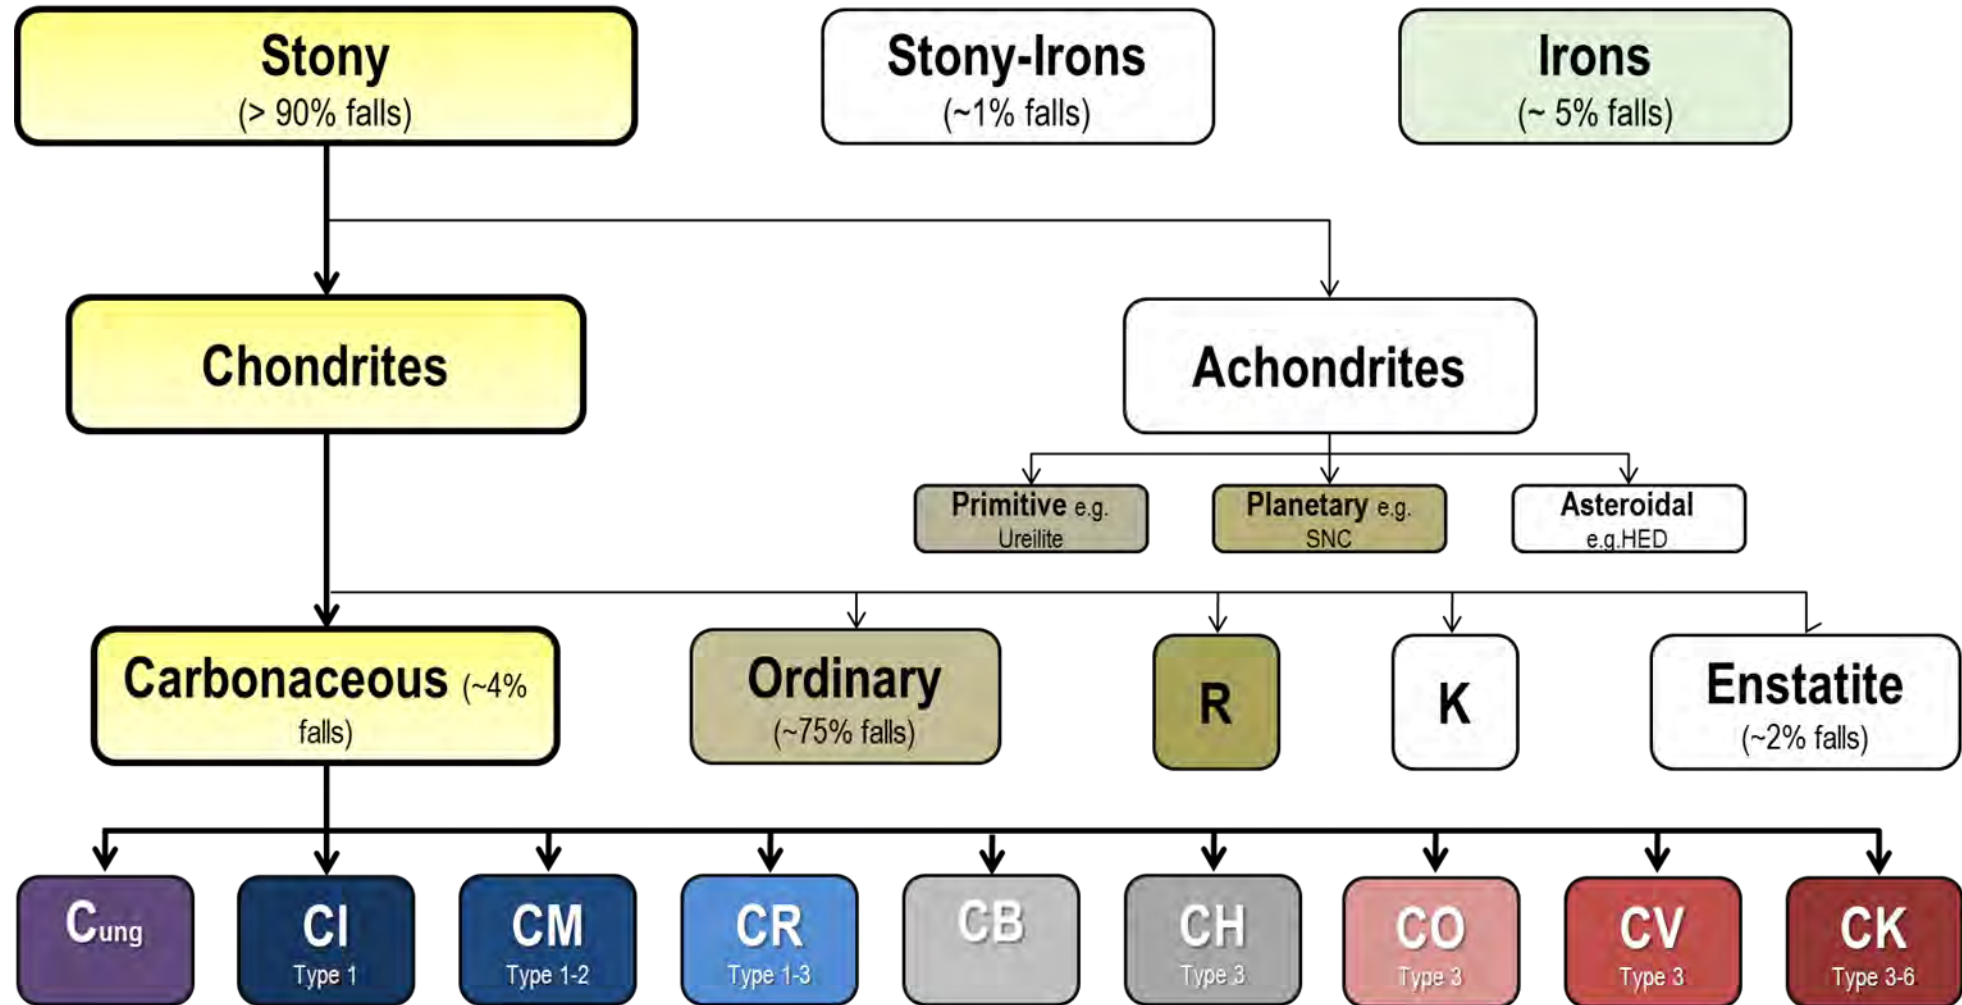 Stony
(> 90% falls)
Stony-Irons
(~1% falls)
Irons
(~ 5% falls)
Chondrites
Achondrites
Primitive e.g.
Ureilite
Planetary e.g.
SNC
Asteroidal
e.g.HED
Carbonaceous (~4%
falls)
Ordinary
(~75% falls)
R
K
Enstatite
(~2% falls)
Cung
CI
Type 1
CM
Type 1-2
CR
Type 1-3
CB
CH
Type 3
CO
Type 3
CV
Type 3
CK
Type 3-6